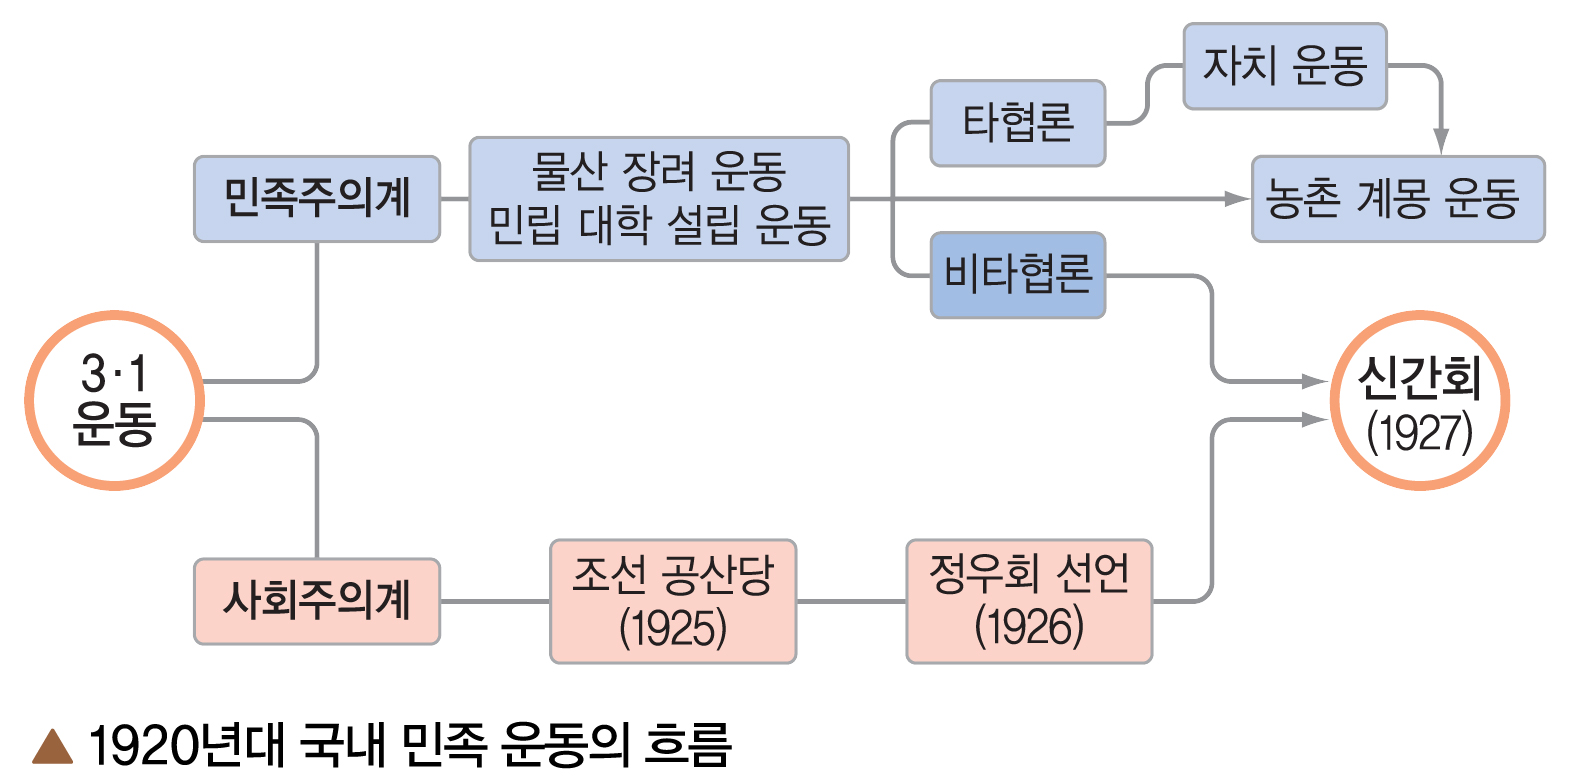 자치 운동
타협론
물산 장려 운동
민립 대학 설립 운동
민족주의계
농촌 계몽 운동
비타협론
3·1
운동
신간회
(1927)
사회주의계
조선 공산당
(1925)
정우회 선언
(1926)
▲ 1920년대 국내 민족 운동의 흐름